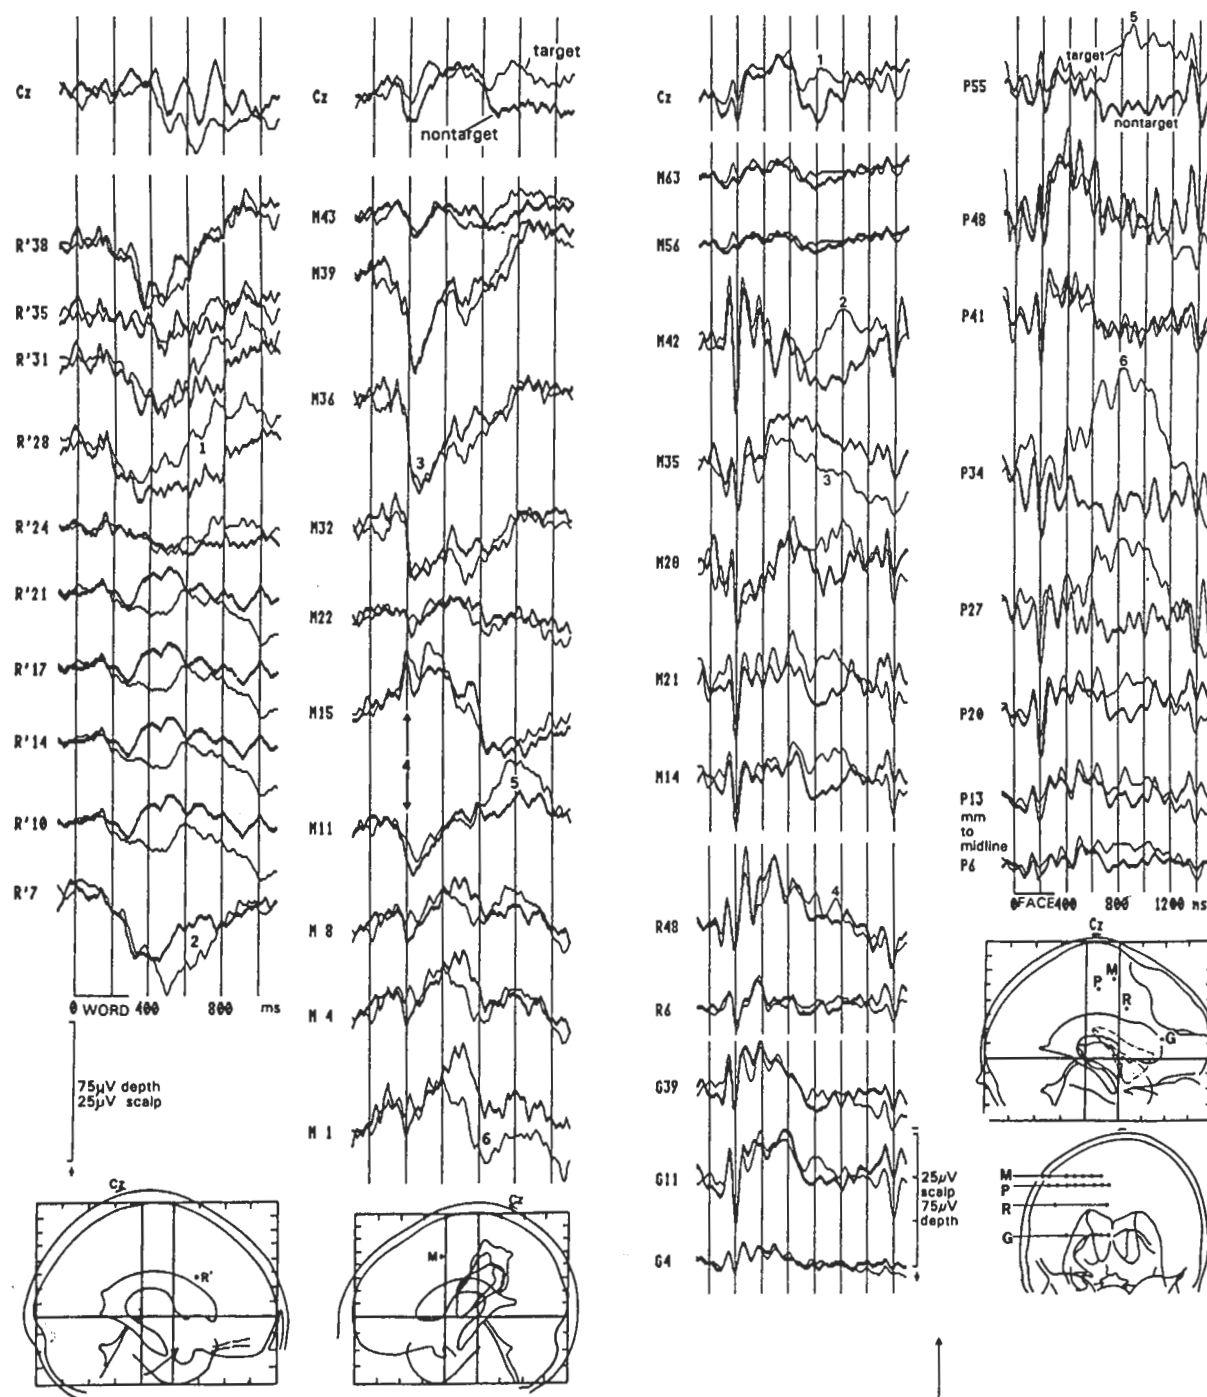 Cz
R'38
R'35
R'31
R'28
1
R'24
R'21
R'17
R'14
R'10
R'7
2
0 WORD 400 800 ms
75µV depth
25µV scalp
Cz
R'
target
Cz
nontarget
M43
M39
M36
3
M32
M22
M15
4
5
M11
M 8
M 4
M 1
6
Cz
M
1
Cz
M63
M56
2
M42
M35
3
M28
M21
M14
4
R48
R6
G39
G11
25µV
scalp
75µV
depth
G4
5
target
P55
nontarget
P48
P41
6
P34
P27
P20
P13
mm
to
midline
P6
0 FACE 400 800 1200 ms
Cz
M
P
R
G
M
P
R
G